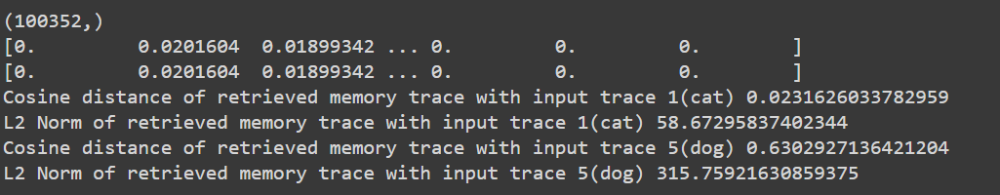 (100352,)
[0.         0.0201604  0.01899342 ... 0.         0.         0.        ]
[0.         0.0201604  0.01899342 ... 0.         0.         0.        ]
Cosine distance of retrieved memory trace with input trace 1(cat) 0.0231626033782959
L2 Norm of retrieved memory trace with input trace 1(cat) 58.67295837402344
Cosine distance of retrieved memory trace with input trace 5(dog) 0.6302927136421204
L2 Norm of retrieved memory trace with input trace 5(dog) 315.75921630859375